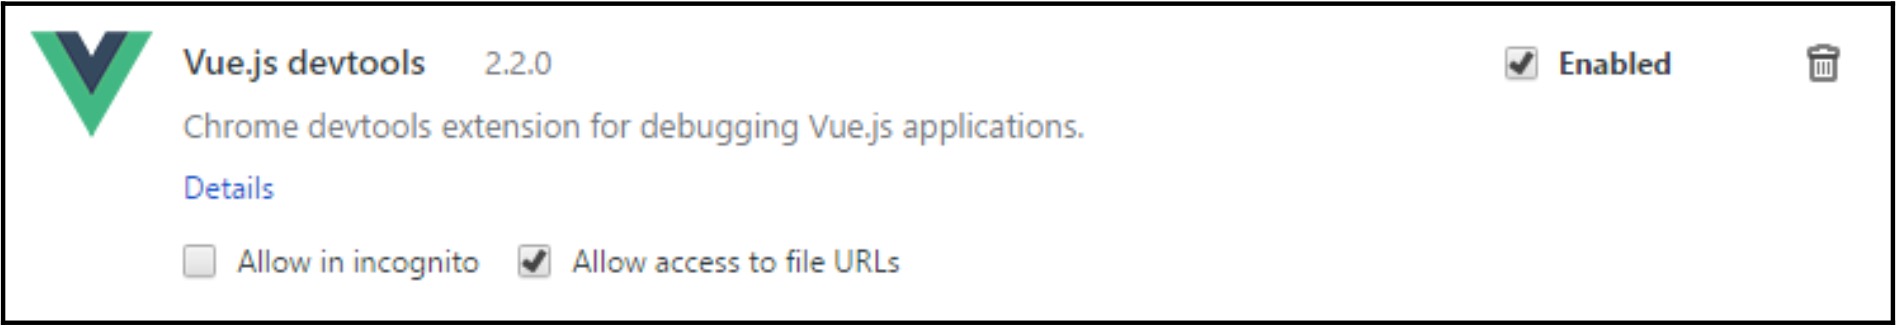 Vue.js devtools 2.2.0 Enabled
Chrome devtools extension for debugging Vue.js applications.
Details
Allow in incognito Allow access to file URLs